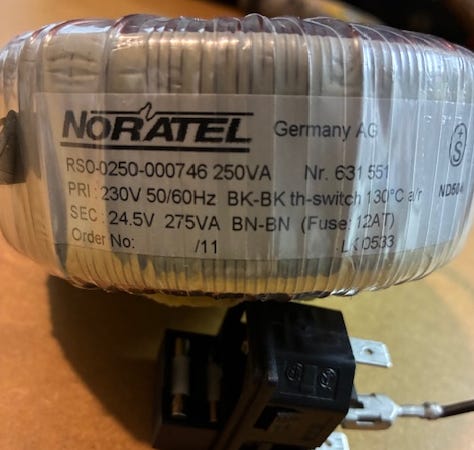 NORATEL Germany AG
RSO-0250-000746 250VA Nr. 631 551
PRI : 230V 50/60Hz BK-BK th-switch 130°C a/r
SEC : 24.5V 275VA BN-BN (Fuse: 12AT)
Order No: /11 LK 0533
S